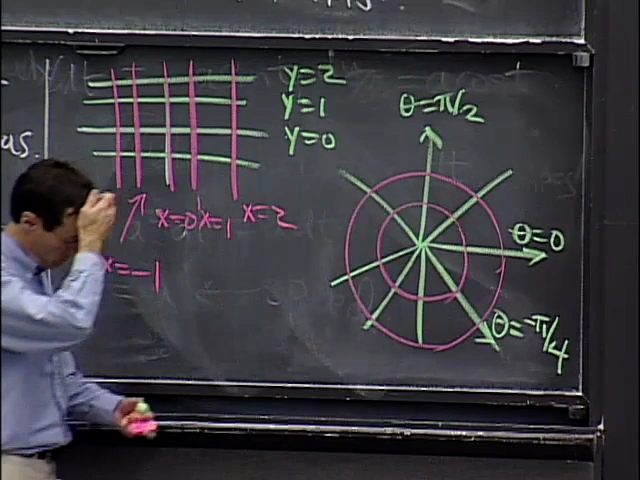 as.
y=2
y=1
y=0
x=0
x=1
x=2
x=-1
θ=π/2
θ=0
θ=-π/4